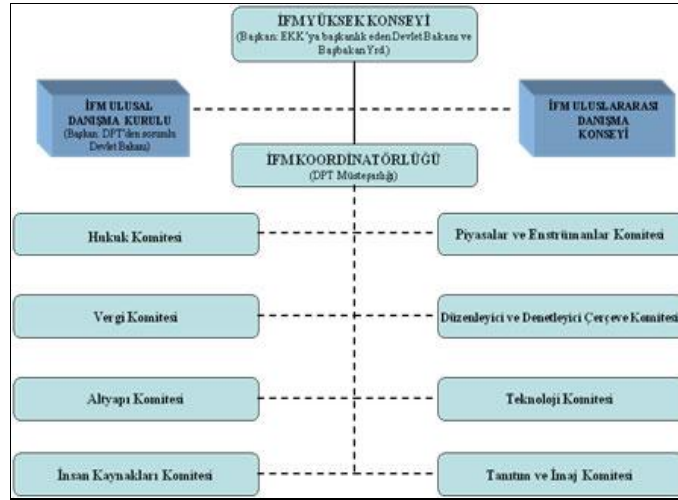 İFM YÜKSEK KONSEYİ
(Başkan: EKK'ya başkanlık eden Devlet Bakanı ve
Başbakan Yrd.)
İFM ULUSAL
DANIŞMA KURULU
(Başkan: DPT'den sorumlu
Devlet Bakanı)
İFM ULUSLARARASI
DANIŞMA
KONSEYİ
İFM KOORDİNATÖRLÜĞÜ
(DPT Müsteşarlığı)
Hukuk Komitesi
Piyasalar ve Enstrümanlar Komitesi
Vergi Komitesi
Düzenleyici ve Denetleyici Çerçeve Komitesi
Altyapı Komitesi
Teknoloji Komitesi
İnsan Kaynakları Komitesi
Tanıtım ve İmaj Komitesi